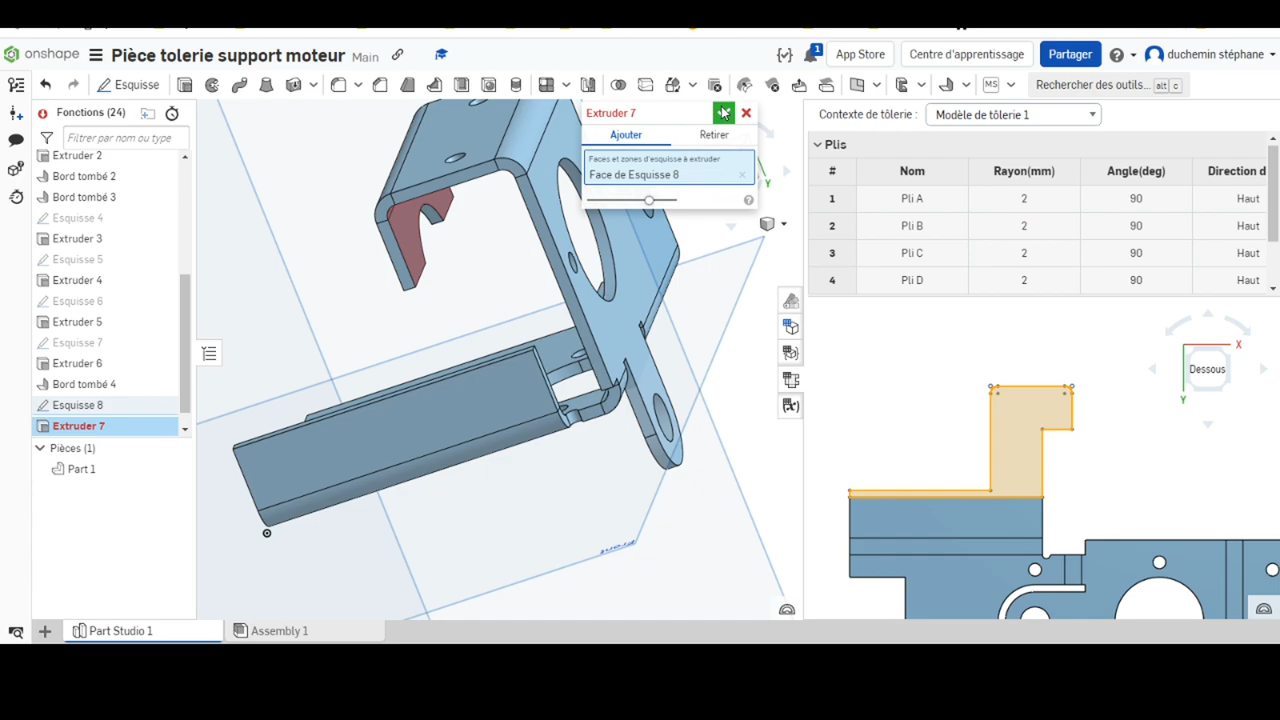 onshape Pièce tolerie support moteur Main 1 App Store Centre d'apprentissage Partager duchemin stéphane
Esquisse MS Rechercher des outils... alt c
Fonctions (24)
Filtrer par nom ou type
Extruder 2
Bord tombé 2
Bord tombé 3
Esquisse 4
Extruder 3
Esquisse 5
Extruder 4
Esquisse 6
Extruder 5
Esquisse 7
Extruder 6
Bord tombé 4
Esquisse 8
Extruder 7
Pièces (1)
Part 1
Extruder 7
Ajouter Retirer
Faces et zones d'esquisse à extruder
Face de Esquisse 8
Y
Contexte de tôlerie : Modèle de tôlerie 1
Plis
# Nom Rayon(mm) Angle(deg) Direction d
1 Pli A 2 90 Haut
2 Pli B 2 90 Haut
3 Pli C 2 90 Haut
4 Pli D 2 90 Haut
X
Dessous
Y
Part Studio 1 Assembly 1